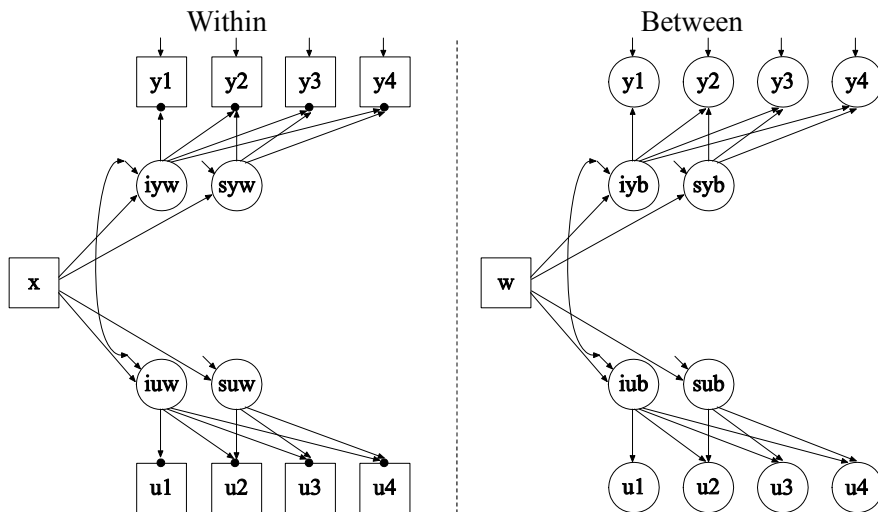 Within Between
y1 y2 y3 y4 y1 y2 y3 y4
iyw syw iyb syb
x w
iuw suw iub sub
u1 u2 u3 u4 u1 u2 u3 u4